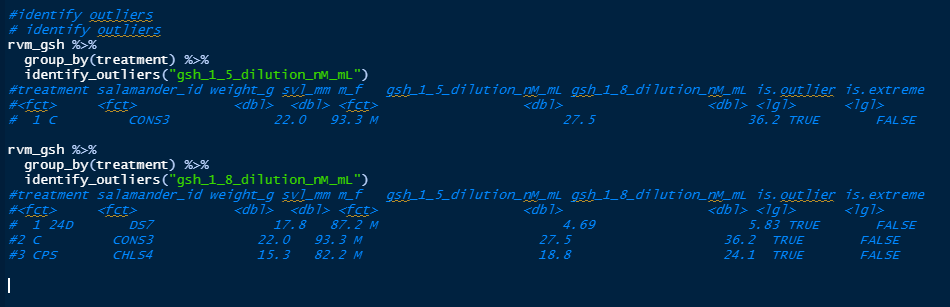 #identify outliers
# identify outliers
rvm_gsh %>%
  group_by(treatment) %>%
  identify_outliers("gsh_1_5_dilution_nM_mL")
#treatment salamander_id weight_g svl_mm m_f   gsh_1_5_dilution_nM_mL gsh_1_8_dilution_nM_mL is.outlier is.extreme
#<fct>     <fct>            <dbl>  <dbl> <fct>                  <dbl>                  <dbl> <lgl>      <lgl>
#  1 C         CONS3             22.0   93.3 M                       27.5                   36.2 TRUE       FALSE
rvm_gsh %>%
  group_by(treatment) %>%
  identify_outliers("gsh_1_8_dilution_nM_mL")
#treatment salamander_id weight_g svl_mm m_f   gsh_1_5_dilution_nM_mL gsh_1_8_dilution_nM_mL is.outlier is.extreme
#<fct>     <fct>            <dbl>  <dbl> <fct>                  <dbl>                  <dbl> <lgl>      <lgl>
#  1 24D       DS7               17.8   87.2 M                       4.69                   5.83 TRUE       FALSE
#2 C         CONS3             22.0   93.3 M                    27.5                   36.2  TRUE       FALSE
#3 CPS       CHLS4             15.3   82.2 M                    18.8                   24.1  TRUE       FALSE